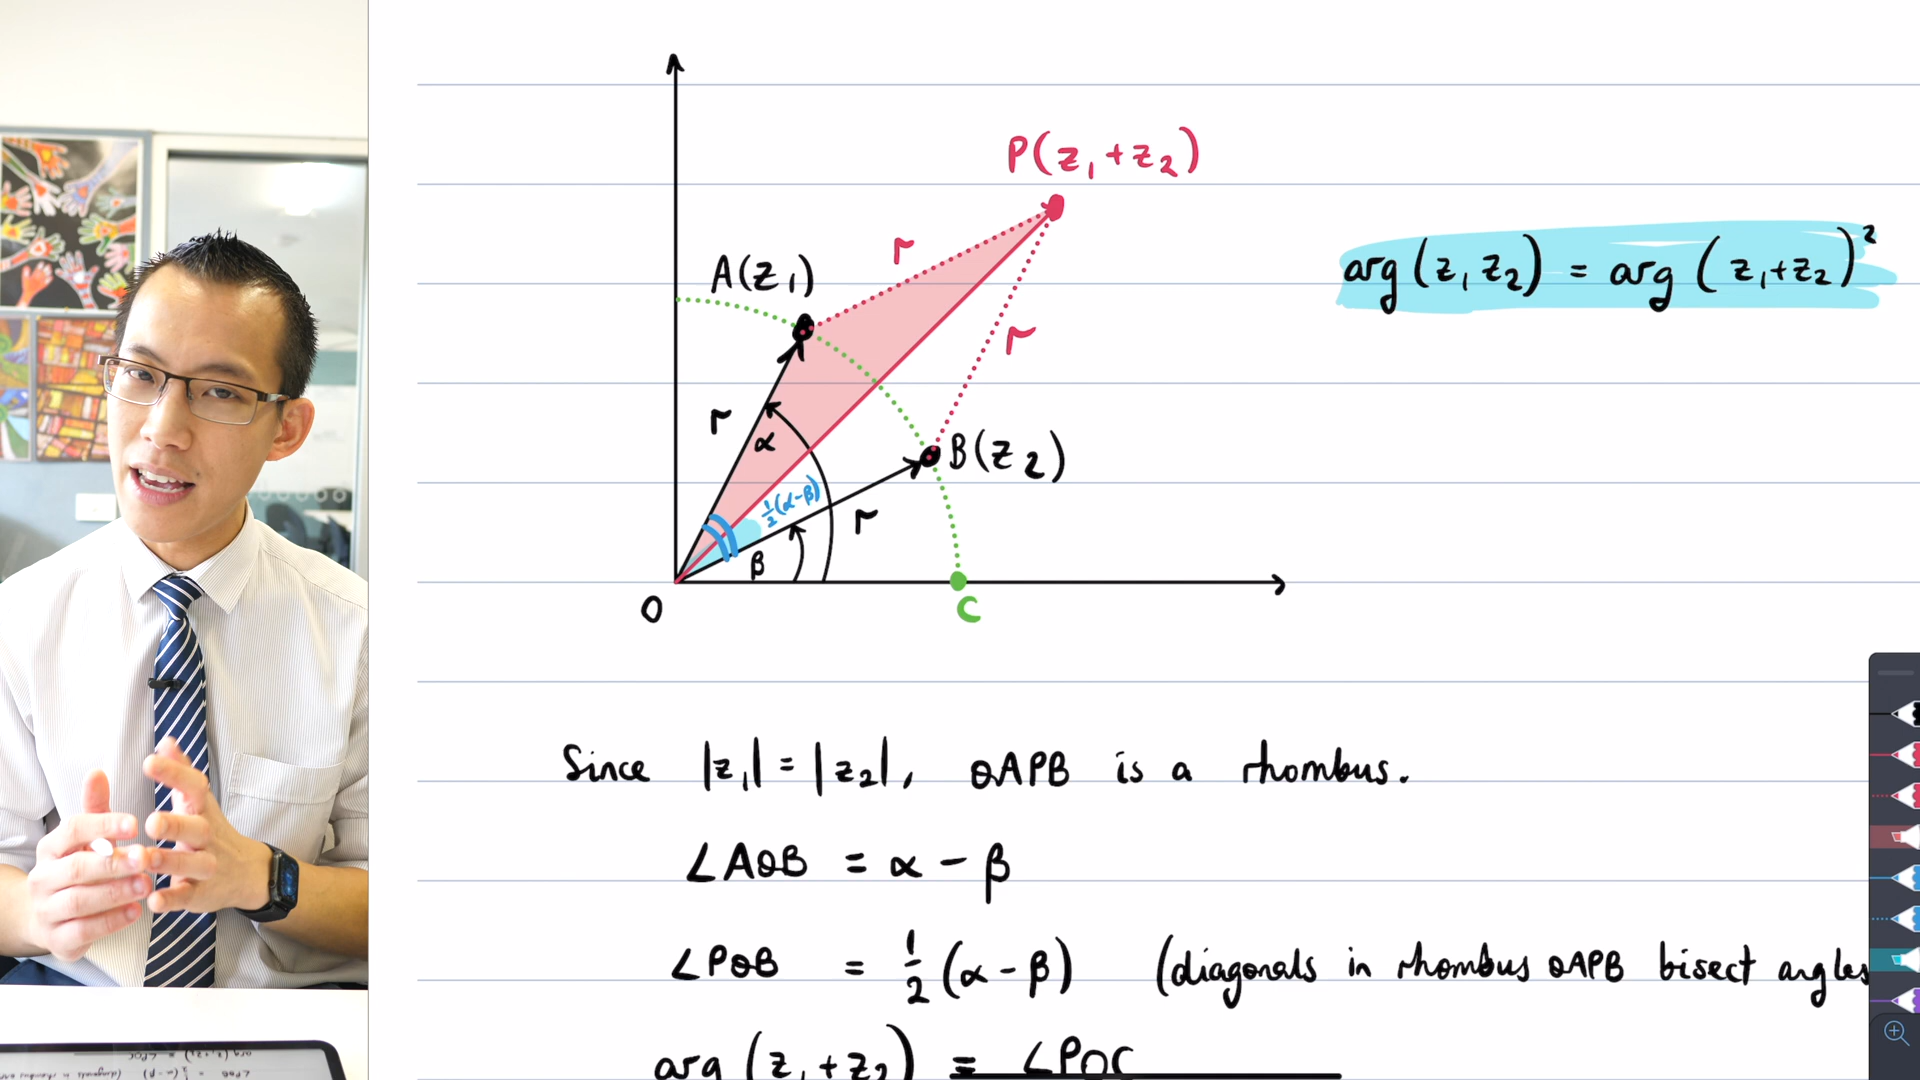 P(z₁+z₂)
arg (z₁z₂) = arg (z₁+z₂)²
r
A(z₁)
r
r
α
B(z₂)
½(α-β)
r
β
O
C
Since |z₁| = |z₂|, OAPB is a rhombus.
∠AOB = α - β
∠POB = ½ (α - β) (diagonals in rhombus OAPB bisect angles
arg (z₁+z₂) = ∠POC